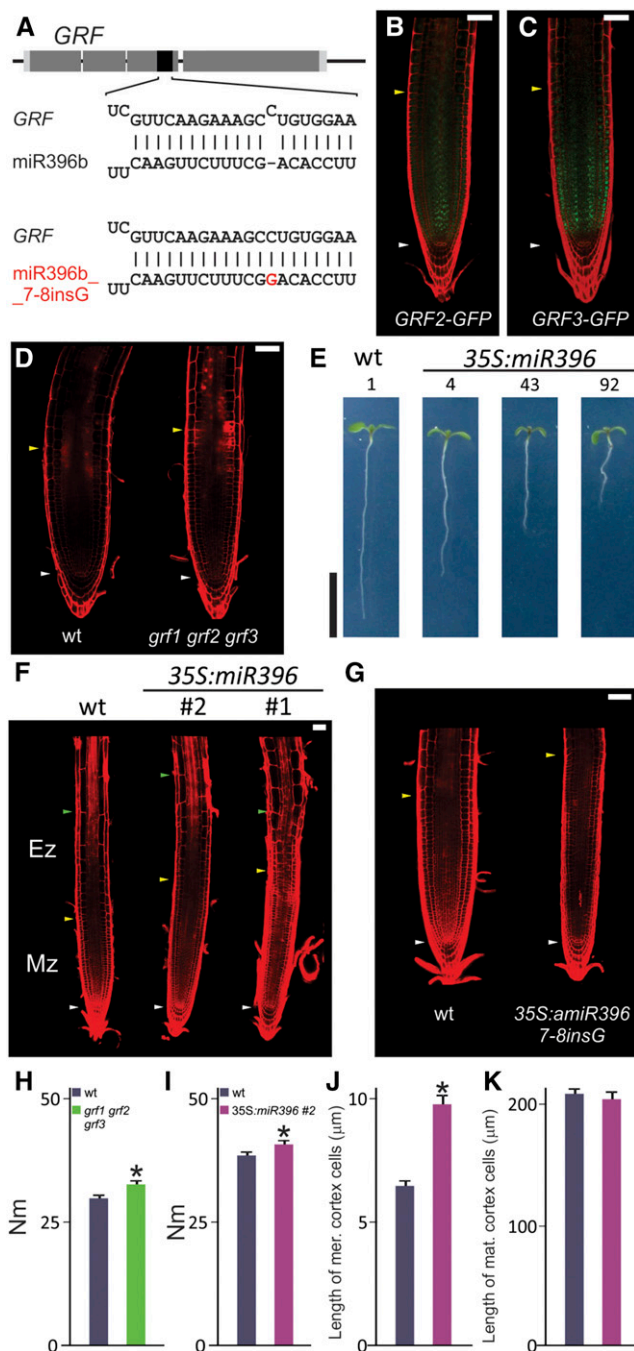 A
GRF
GRF
UC GUUCAAGAAAGC C UGUGGAA
miR396b
UU CAAGUUCUUUCG-ACACCUU
GRF
UC GUUCAAGAAAGCCUGUGGAA
miR396b_
_7-8insG
UU CAAGUUCUUUCGGACACCUU
B
GRF2-GFP
C
GRF3-GFP
D
wt
grf1 grf2 grf3
E
wt
35S:miR396
1
4
43
92
F
wt
35S:miR396
#2
#1
Ez
Mz
G
wt
35S:amiR396
7-8insG
H
wt
grf1 grf2
grf3
50
25
0
Nm
*
I
wt
35S:miR396 #2
50
25
0
Nm
*
J
10
5
0
Length of mer. cortex cells (μm)
*
K
200
100
0
Length of mat. cortex cells (μm)